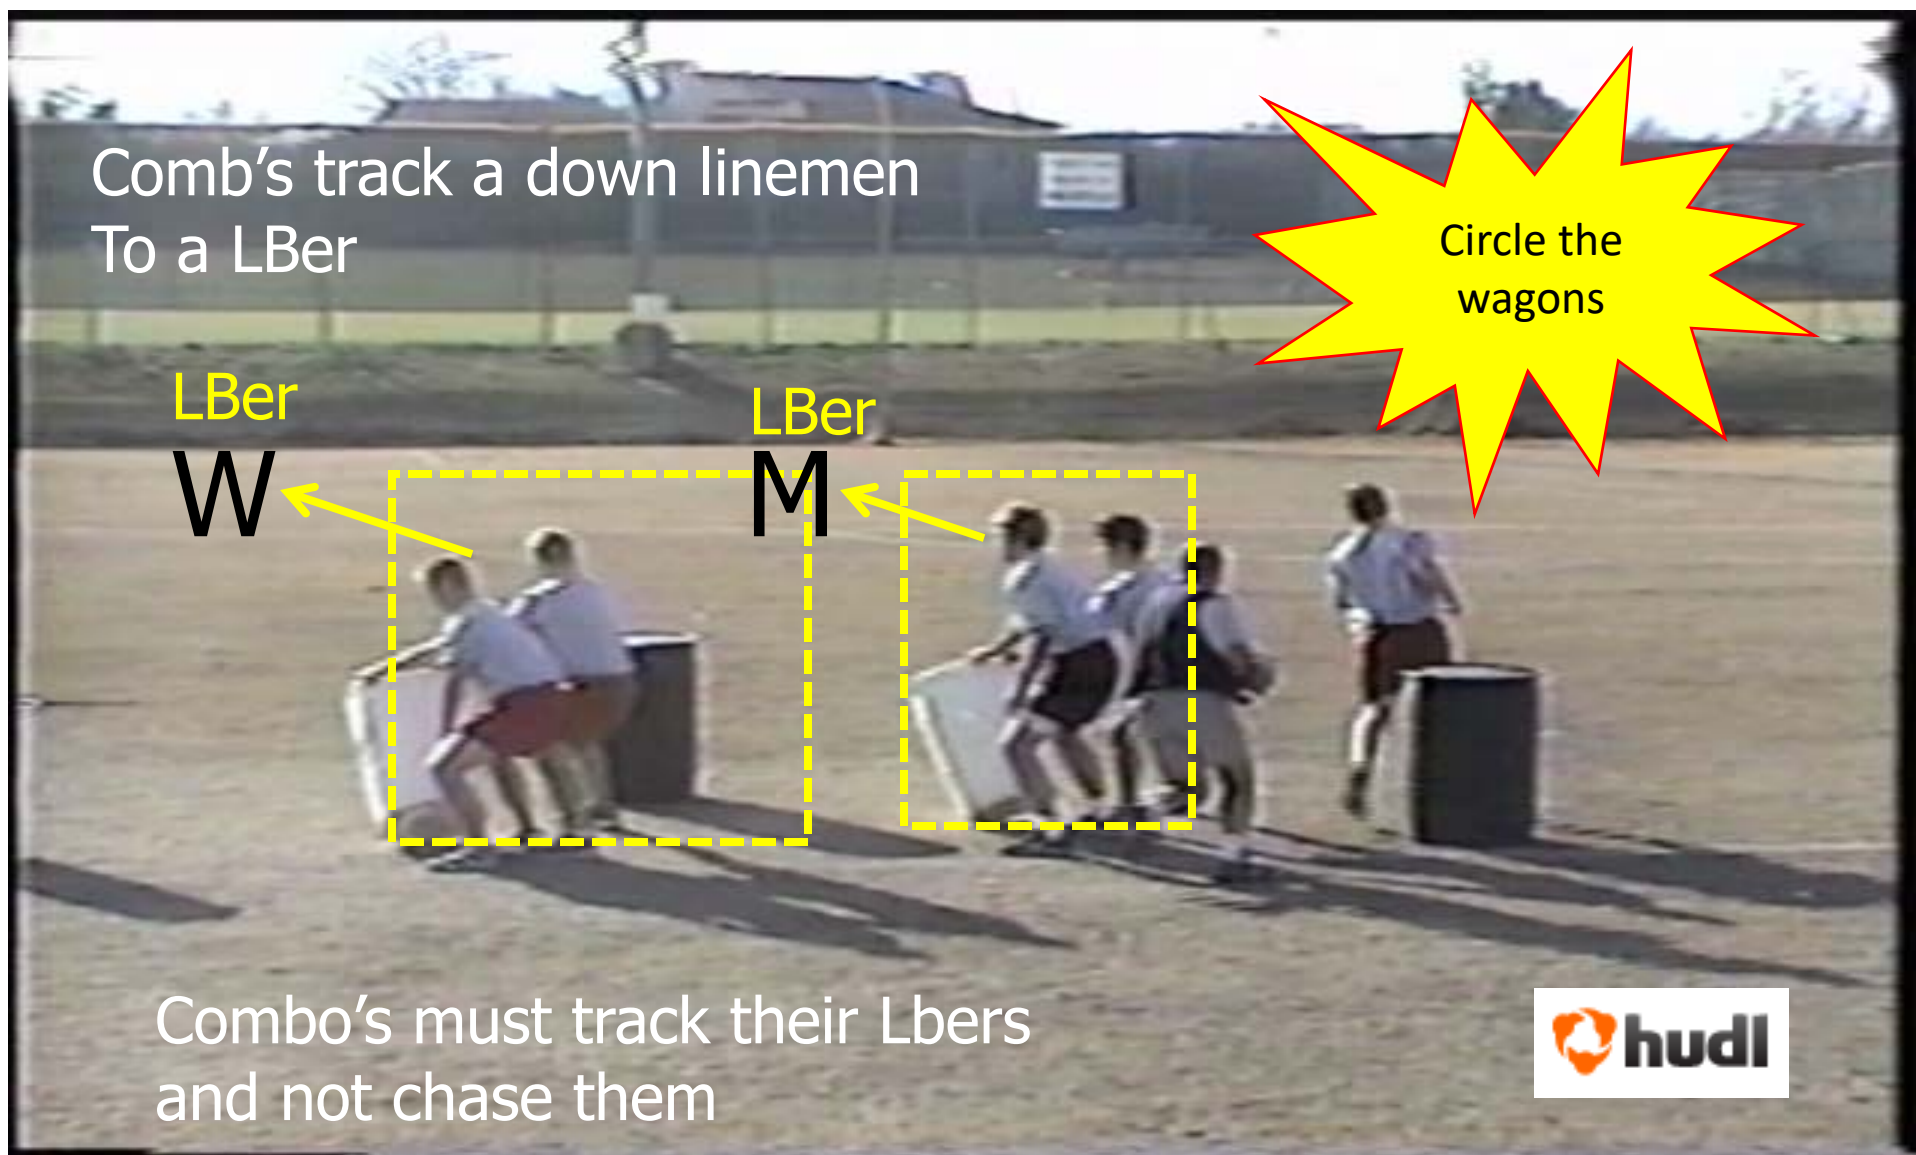 Comb's track a down linemen
To a LBer
Circle the
wagons
LBer
W
LBer
M
Combo's must track their Lbers
and not chase them
hudl